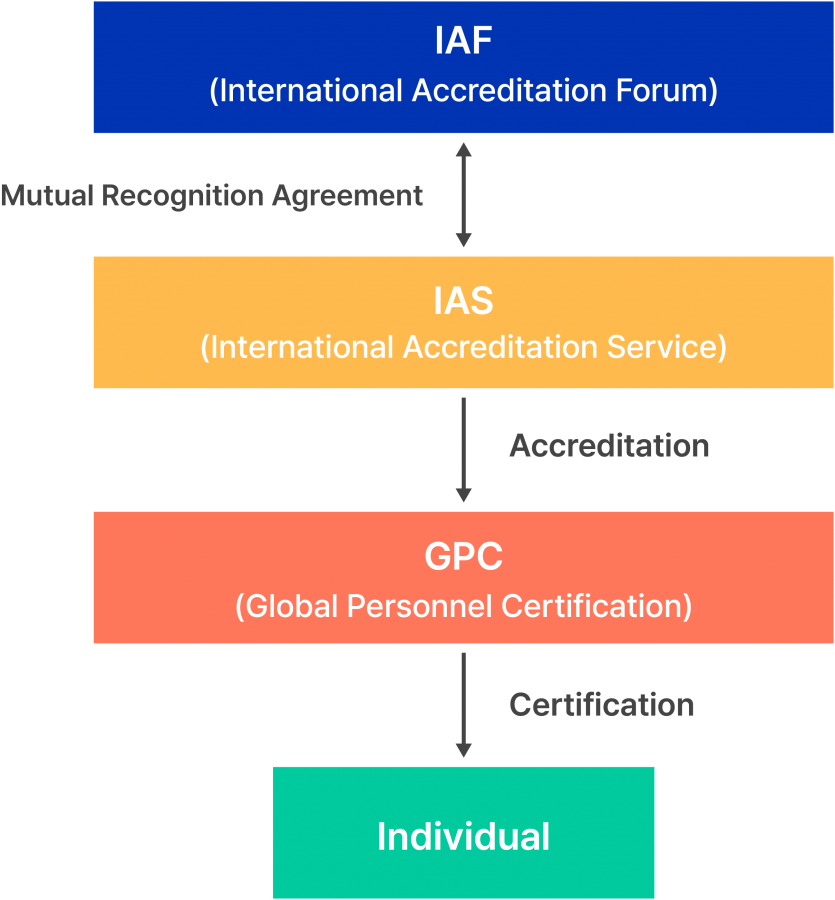 IAF
(International Accreditation Forum)
Mutual Recognition Agreement
IAS
(International Accreditation Service)
Accreditation
GPC
(Global Personnel Certification)
Certification
Individual